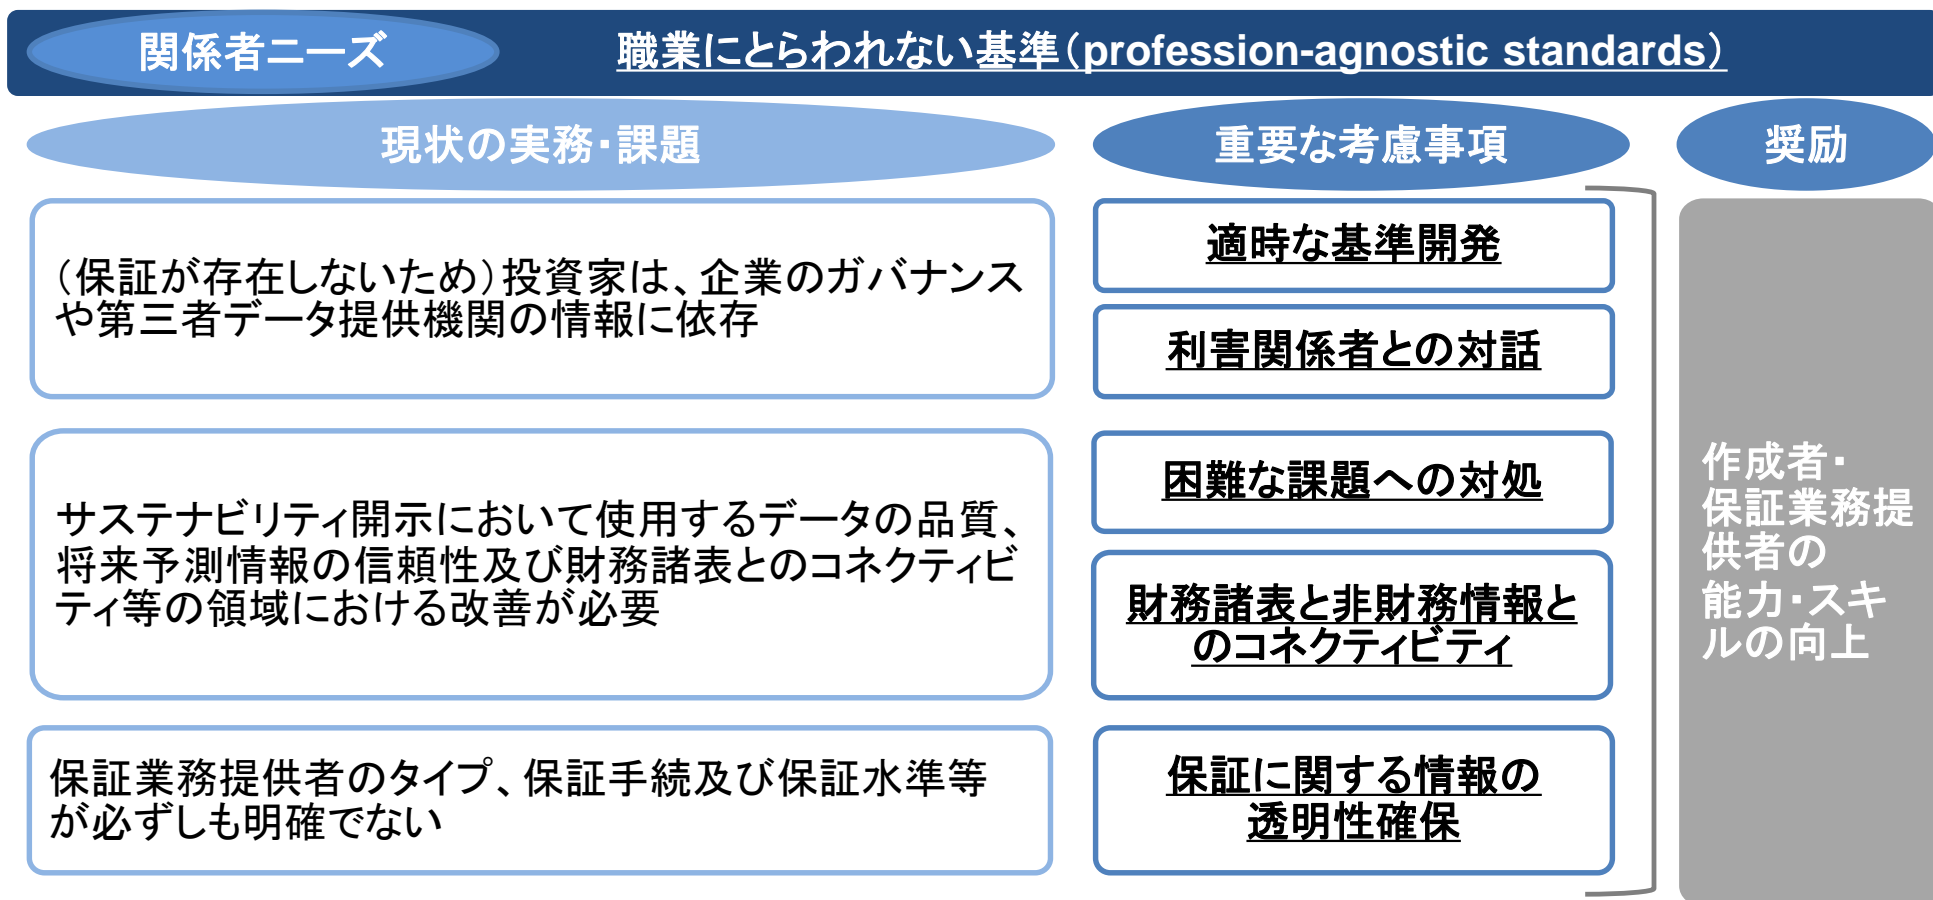 関係者ニーズ
職業にとらわれない基準（profession-agnostic standards）
現状の実務・課題
重要な考慮事項
奨励
（保証が存在しないため）投資家は、企業のガバナンス
や第三者データ提供機関の情報に依存
適時な基準開発
利害関係者との対話
サステナビリティ開示において使用するデータの品質、
将来予測情報の信頼性及び財務諸表とのコネクティビ
ティ等の領域における改善が必要
困難な課題への対処
財務諸表と非財務情報と
のコネクティビティ
保証業務提供者のタイプ、保証手続及び保証水準等
が必ずしも明確でない
保証に関する情報の
透明性確保
作成者・
保証業務提
供者の
能力・スキ
ルの向上